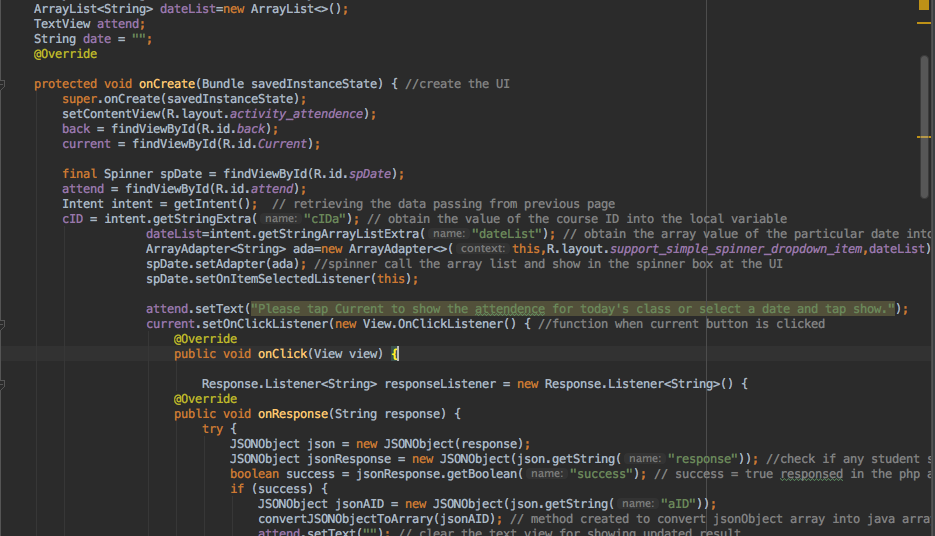 ArrayList<String> dateList=new ArrayList<>();
TextView attend;
String date = "";
@Override
protected void onCreate(Bundle savedInstanceState) { //create the UI
super.onCreate(savedInstanceState);
setContentView(R.layout.activity_attendence);
back = findViewById(R.id.back);
current = findViewById(R.id.Current);
final Spinner spDate = findViewById(R.id.spDate);
attend = findViewById(R.id.attend);
Intent intent = getIntent();  // retrieving the data passing from previous page
cID = intent.getStringExtra( name: "cIDa"); // obtain the value of the course ID into the local variable
dateList=intent.getStringArrayListExtra( name: "dateList"); // obtain the array value of the particular date into
ArrayAdapter<String> ada=new ArrayAdapter<>( context: this,R.layout.support_simple_spinner_dropdown_item,dateList)
spDate.setAdapter(ada); //spinner call the array list and show in the spinner box at the UI
spDate.setOnItemSelectedListener(this);
attend.setText("Please tap Current to show the attendence for today's class or select a date and tap show.");
current.setOnClickListener(new View.OnClickListener() { //function when current button is clicked
@Override
public void onClick(View view) {
Response.Listener<String> responseListener = new Response.Listener<String>() {
@Override
public void onResponse(String response) {
try {
JSONObject json = new JSONObject(response);
JSONObject jsonResponse = new JSONObject(json.getString( name: "response")); //check if any student s
boolean success = jsonResponse.getBoolean( name: "success"); // success = true responsed in the php a
if (success) {
JSONObject jsonAID = new JSONObject(json.getString( name: "aID"));
convertJSONObjectToArrary(jsonAID); // method created to convert jsonObject array into java arra
attend.setText(""); // clear the text view for showing updated result